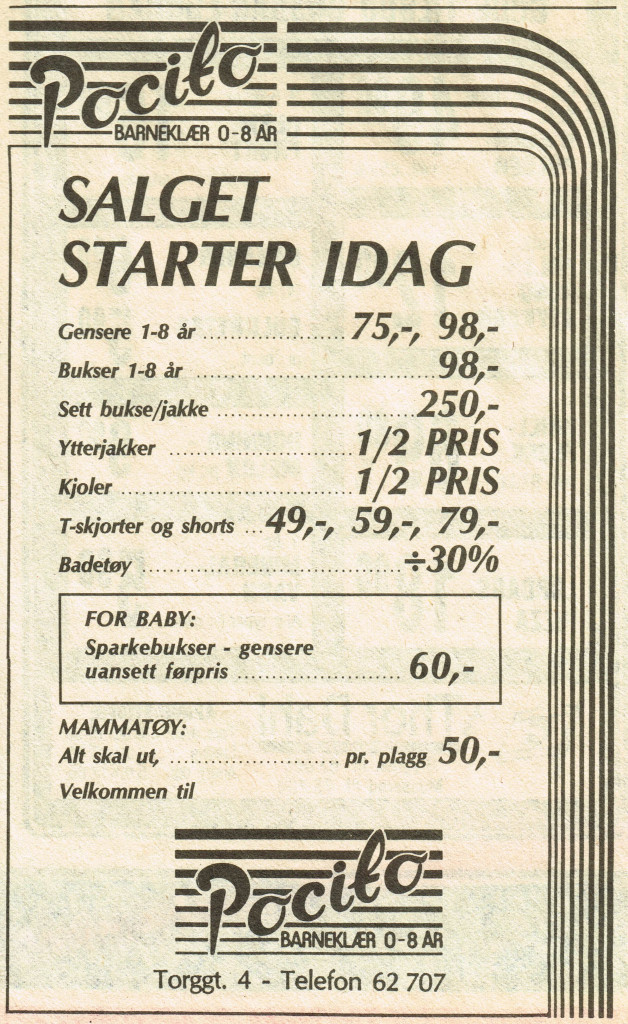 Pocito
BARNEKLÆR 0-8 ÅR
SALGET
STARTER IDAG
Gensere 1-8 år ..................... 75,-, 98,-
Bukser 1-8 år ................................... 98,-
Sett bukse/jakke ............................. 250,-
Ytterjakker ........................... 1/2 PRIS
Kjoler ................................. 1/2 PRIS
T-skjorter og shorts ... 49,-, 59,-, 79,-
Badetøy ..................................... ÷30%
FOR BABY:
Sparkebukser - gensere
uansett førpris ........................ 60,-
MAMMATØY:
Alt skal ut, ......................... pr. plagg 50,-
Velkommen til
Pocito
BARNEKLÆR 0-8 ÅR
Torggt. 4 - Telefon 62 707